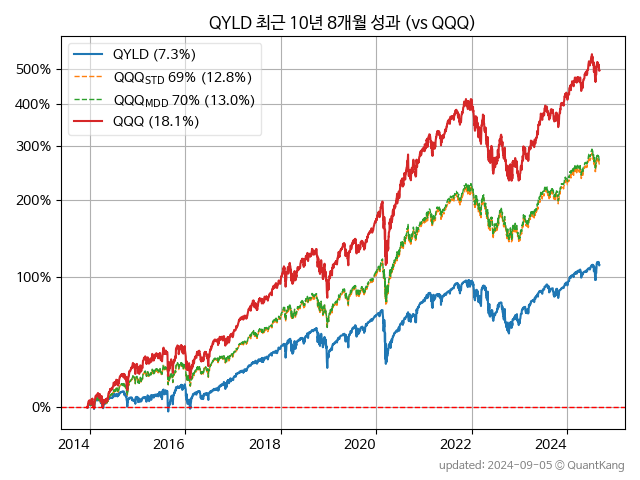 QYLD 최근 10년 8개월 성과 (vs QQQ)
QYLD (7.3%)
QQQSTD 69% (12.8%)
QQQMDD 70% (13.0%)
QQQ (18.1%)
500%
400%
300%
200%
100%
0%
2014 2016 2018 2020 2022 2024
updated: 2024-09-05 © QuantKang